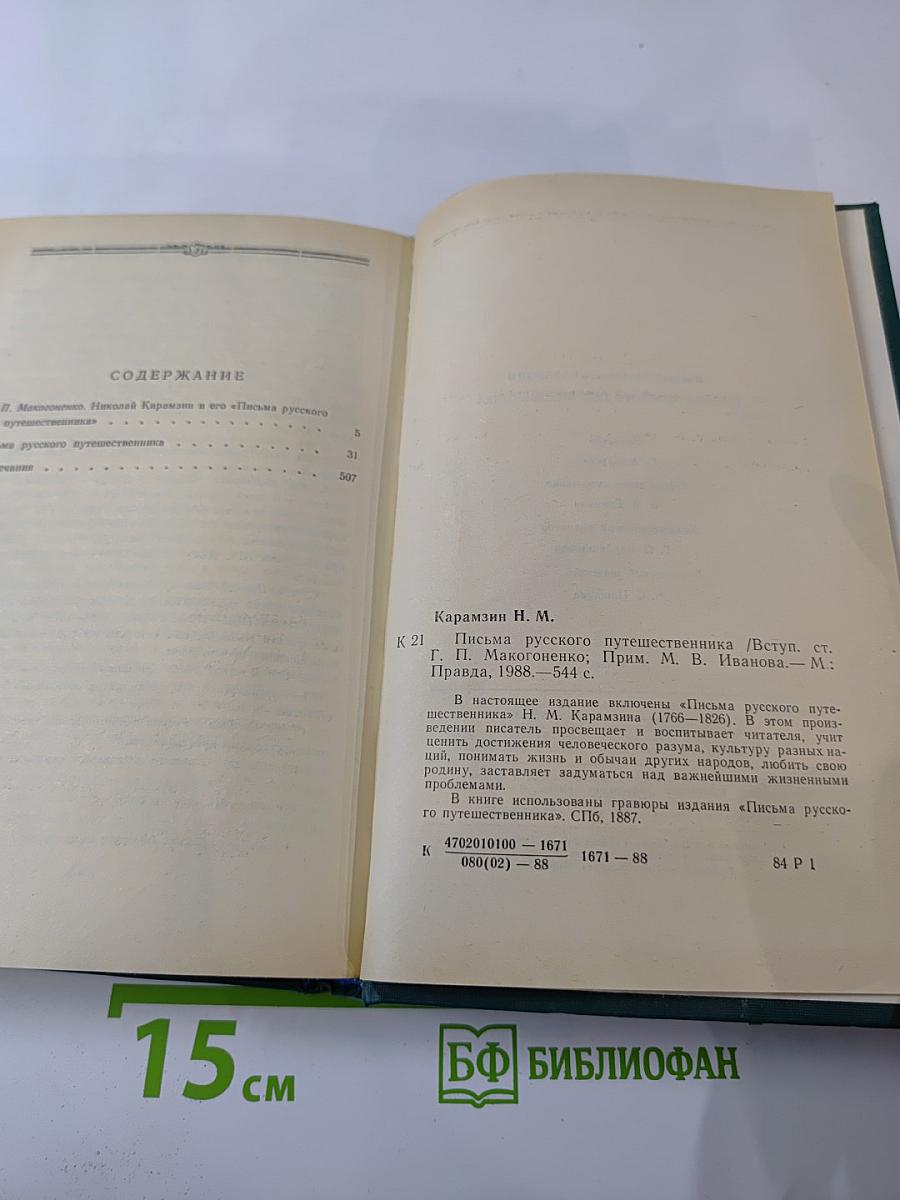 СОДЕРЖАНИЕ
П. Макогоненко. Николай Карамзин и его «Письма русского
путешественника» . . . . . . . . . . . . . . . 5
ма русского путешественника . . . . . . . . . 31
ечания . . . . . . . . . . . . . . . . . . . 507
Карамзин Н. М.
К 21 Письма русского путешественника /Вступ. ст.
Г. П. Макогоненко; Прим. М. В. Иванова.— М.:
Правда, 1988.—544 с.
В настоящее издание включены «Письма русского путе-
шественника» Н. М. Карамзина (1766—1826). В этом произ-
ведении писатель просвещает и воспитывает читателя, учит
ценить достижения человеческого разума, культуру разных на-
ций, понимать жизнь и обычаи других народов, любить свою
родину, заставляет задуматься над важнейшими жизненными
проблемами.
В книге использованы гравюры издания «Письма русско-
го путешественника». СПб, 1887.
К 4702010100 — 1671
080(02) — 88
1671 — 88
84 Р 1
15 см
БФ БИБЛИОФАН